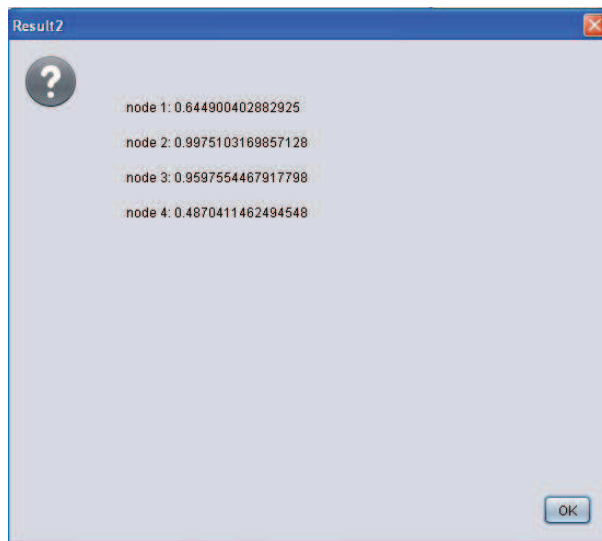 Result2
node 1: 0.644900402882925
node 2: 0.9975103169857128
node 3: 0.9597554467917798
node 4: 0.4870411462494548
OK